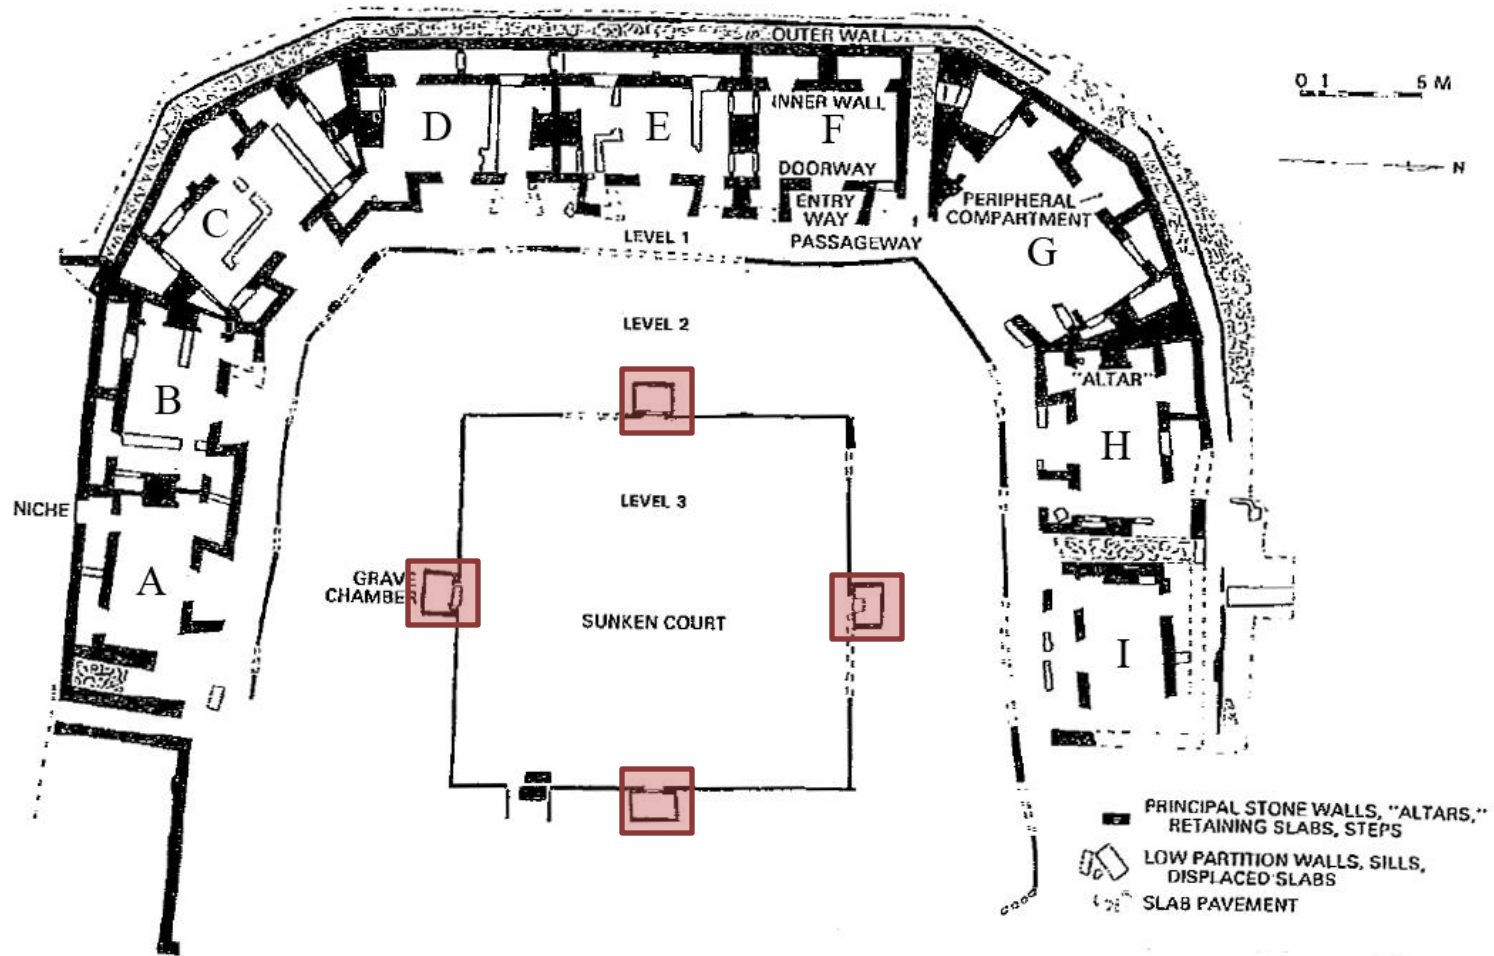 OUTER WALL
0 1 5 M
INNER WALL
D
E
F
DOORWAY
N
ENTRY
WAY
PERIPHERAL
COMPARTMENT
C
LEVEL 1
PASSAGEWAY
G
LEVEL 2
"ALTAR"
B
H
LEVEL 3
NICHE
A
GRAVE
CHAMBER
SUNKEN COURT
I
PRINCIPAL STONE WALLS, "ALTARS,"
RETAINING SLABS, STEPS
LOW PARTITION WALLS, SILLS,
DISPLACED SLABS
SLAB PAVEMENT